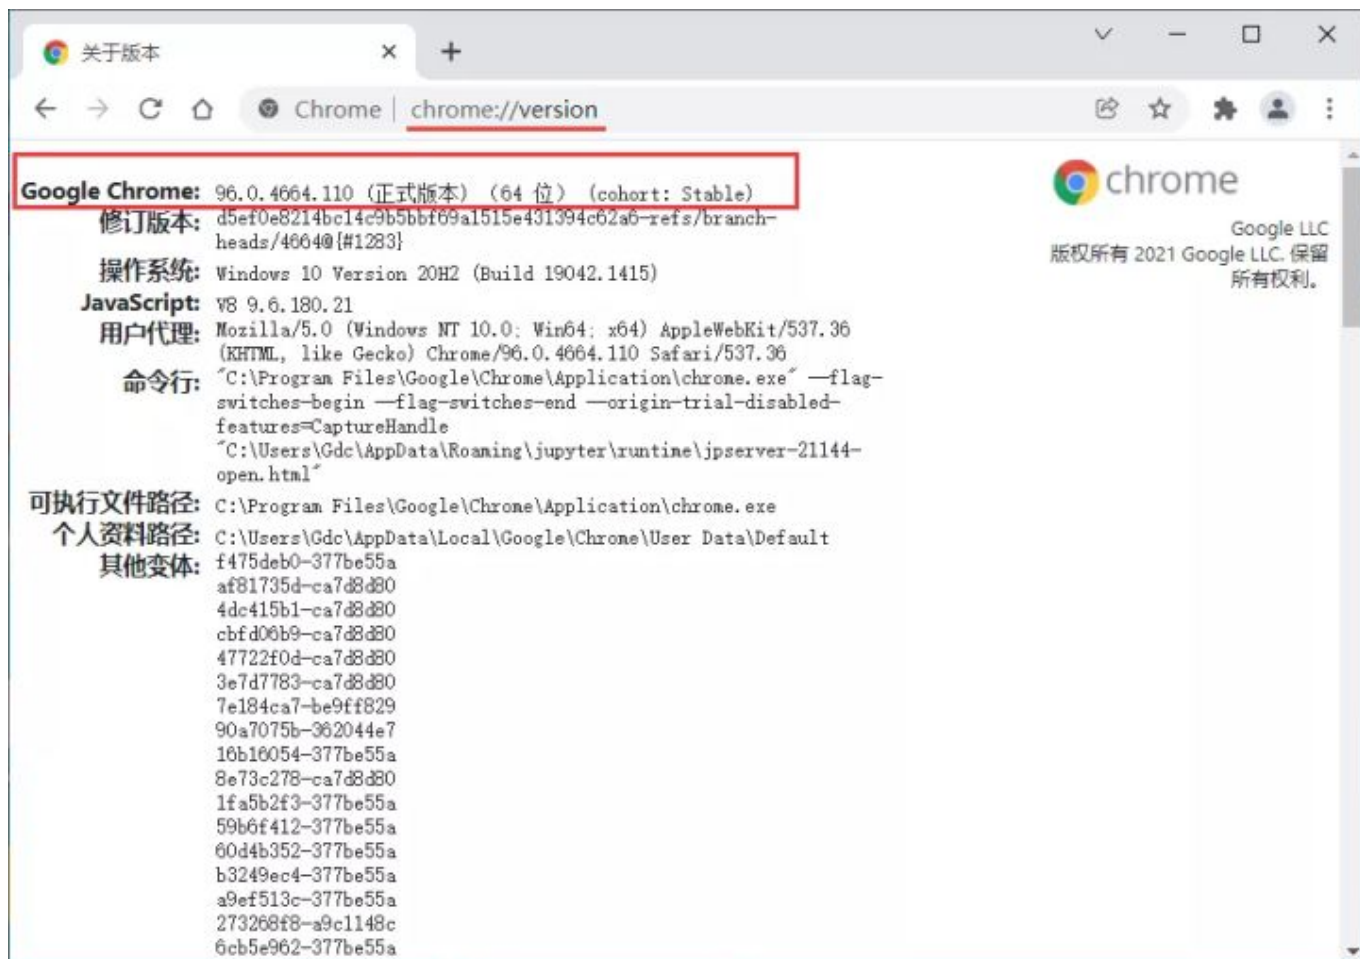 关于版本
Chrome | chrome://version
Google Chrome: 96.0.4664.110 (正式版本) (64 位) (cohort: Stable)
修订版本: d5ef0e8214bc14c9b5bbf69a1515e431394c62a6-refs/branch-
heads/4664@{#1283}
操作系统: Windows 10 Version 20H2 (Build 19042.1415)
JavaScript: V8 9.6.180.21
用户代理: Mozilla/5.0 (Windows NT 10.0; Win64; x64) AppleWebKit/537.36
(KHTML, like Gecko) Chrome/96.0.4664.110 Safari/537.36
命令行: "C:\Program Files\Google\Chrome\Application\chrome.exe" --flag-
switches-begin --flag-switches-end --origin-trial-disabled-
features=CaptureHandle
"C:\Users\Gdc\AppData\Roaming\jupyter\runtime\jpserver-21144-
open.html"
可执行文件路径: C:\Program Files\Google\Chrome\Application\chrome.exe
个人资料路径: C:\Users\Gdc\AppData\Local\Google\Chrome\User Data\Default
其他变体: f475deb0-377be55a
af81735d-ca7d8d80
4dc415b1-ca7d8d80
cbfd06b9-ca7d8d80
47722f0d-ca7d8d80
3e7d7783-ca7d8d80
7e184ca7-be9ff829
90a7075b-362044e7
16b16054-377be55a
8e73c278-ca7d8d80
1fa5b2f3-377be55a
59b6f412-377be55a
60d4b352-377be55a
b3249ec4-377be55a
a9ef513c-377be55a
273268f8-a9c1148c
6cb5e962-377be55a
chrome
Google LLC
版权所有 2021 Google LLC. 保留
所有权利。